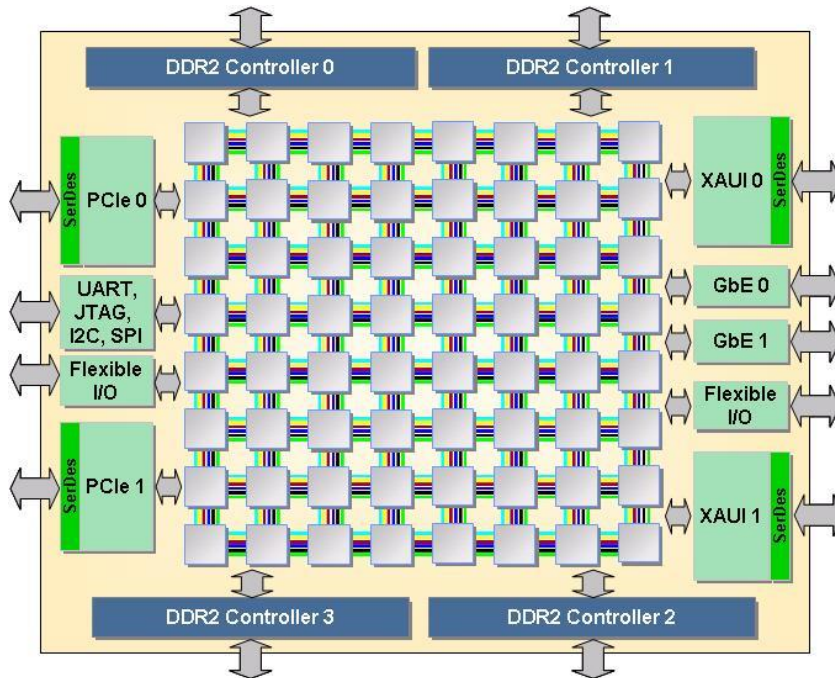 DDR2 Controller 0
DDR2 Controller 1
SerDes
PCIe 0
XAUI 0
SerDes
UART,
JTAG,
I2C, SPI
GbE 0
GbE 1
Flexible
I/O
Flexible
I/O
SerDes
PCIe 1
XAUI 1
SerDes
DDR2 Controller 3
DDR2 Controller 2